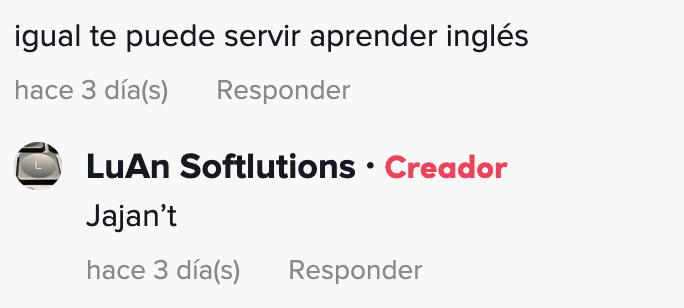 igual te puede servir aprender inglés
hace 3 día(s) Responder
LuAn Softlutions · Creador
Jajan’t
hace 3 día(s) Responder